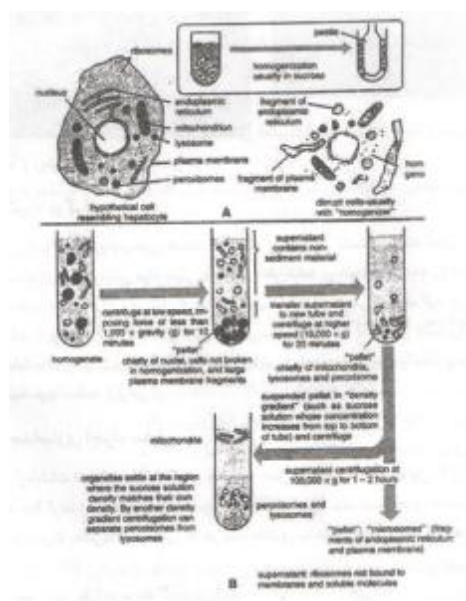 ribosomes
pestle
homogenization
usually in sucrose
nucleus
endoplasmic
reticulum
mitochondrion
lysosome
plasma membrane
peroxisomes
fragment of
endoplasmic
reticulum
fragment of plasma
membrane
hom
geno
hypothetical cell
resembling hepatocyte
A
disrupt cells-usually
with "homogenizer"
supernatant
contains non-
sediment material
centrifuge at low speed, im-
posing force of less than
1,000 x gravity (g) for 10
minutes
transfer supernatant
to new tube and
centrifuge at higher
speed (10,000 x g)
for 20 minutes
homogenate
"pellet"
chiefly of nuclei, cells not broken
in homogenization, and large
plasma membrane fragments
"pellet"
chiefly of mitochondria,
lysosomes and peroxisome
suspended pellet in "density
gradient" (such as sucrose
solution whose concentration
increases from top to bottom
of tube) and centrifuge
mitochondria
organelles settle at the region
where the sucrose solution
density matches their own
density. By another density
gradient centrifugation can
separate peroxisomes from
lysosomes
supernatant centrifugation at
100,000 x g for 1 – 2 hours
peroxisomes and
lysosomes
"pellet": "microsomes" (frag-
ments of endoplasmic reticulum
and plasma membrane)
B
supernatant: ribosomes not bound to
membranes and soluble molecules